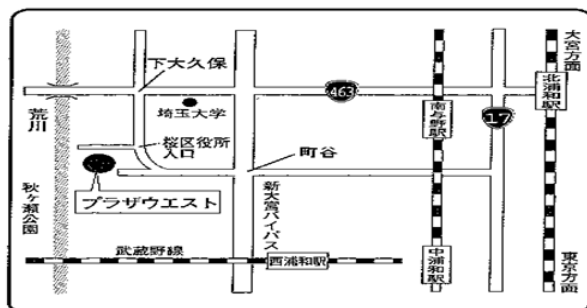 下大久保
463
荒川
埼玉大学
桜区役所
入口
町谷
プラザウエスト
秋ヶ瀬公園
新大宮バイパス
武蔵野線
西浦和駅
南与野駅
中浦和駅
17
北浦和駅
大宮方面
東京方面